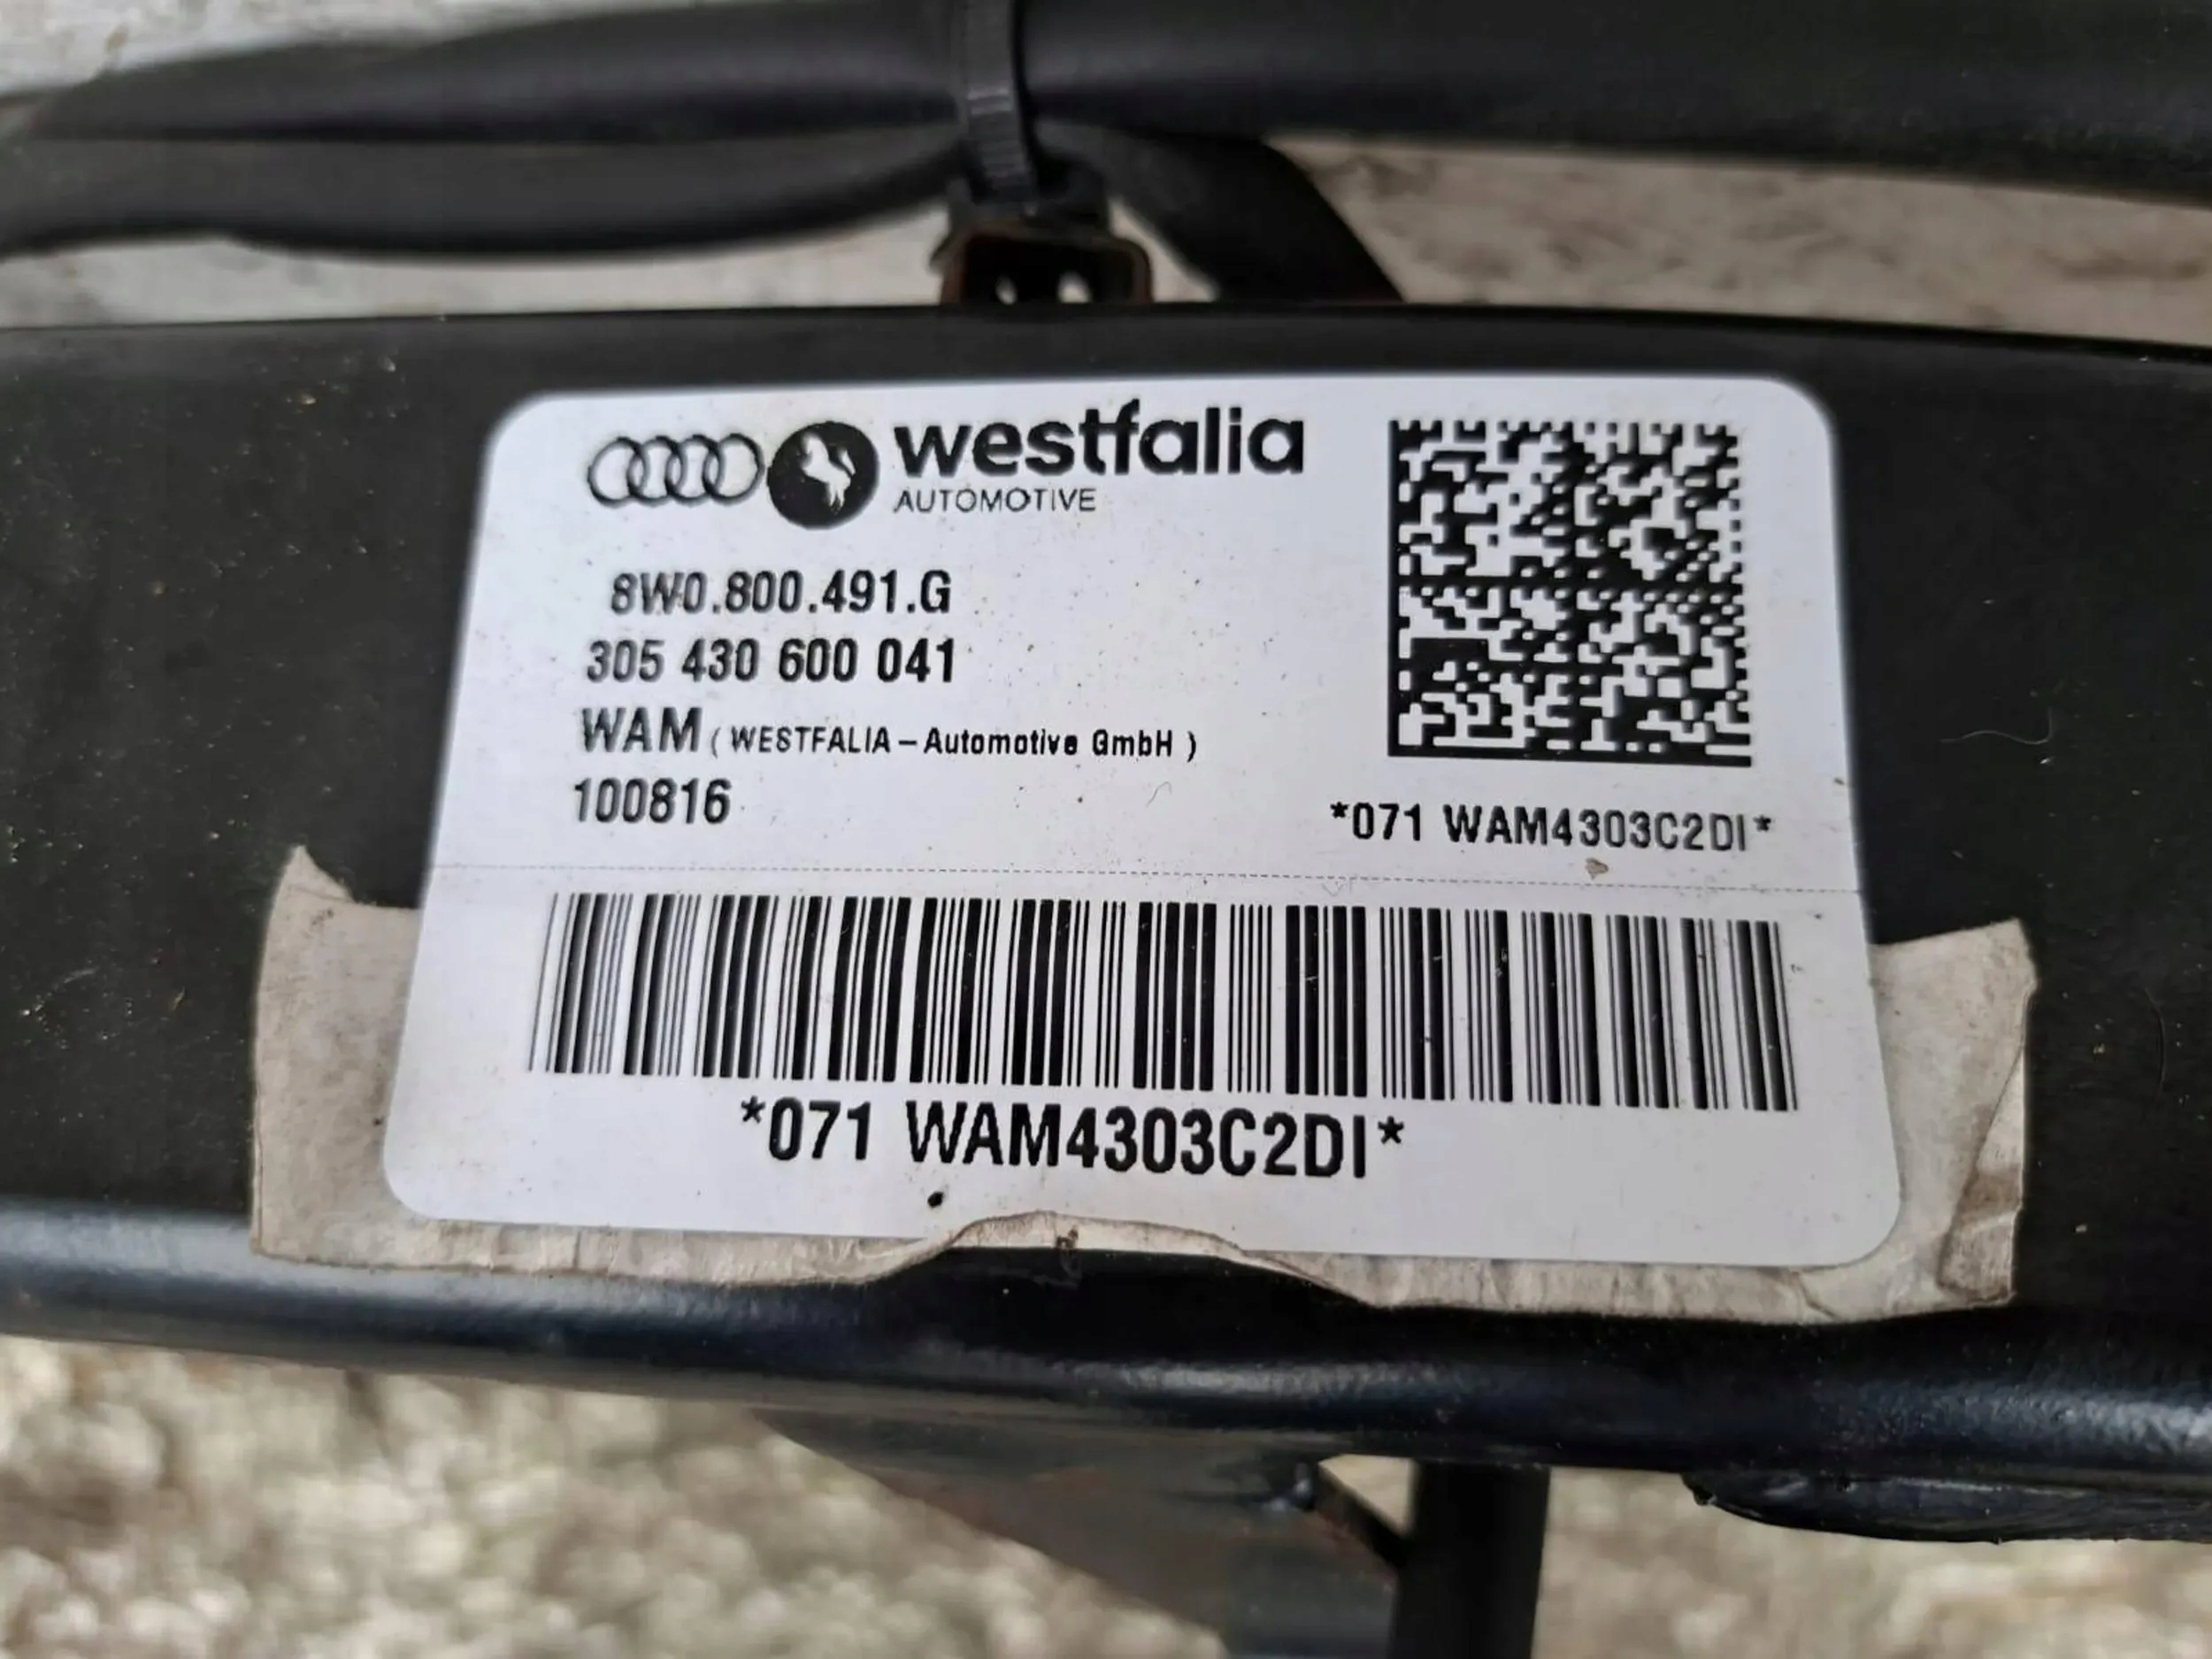 westfalia
AUTOMOTIVE
8W0.800.491.G
305 430 600 041
WAM ( WESTFALIA – Automotive GmbH )
100816
*071 WAM4303C2DI*
*071 WAM4303C2DI*